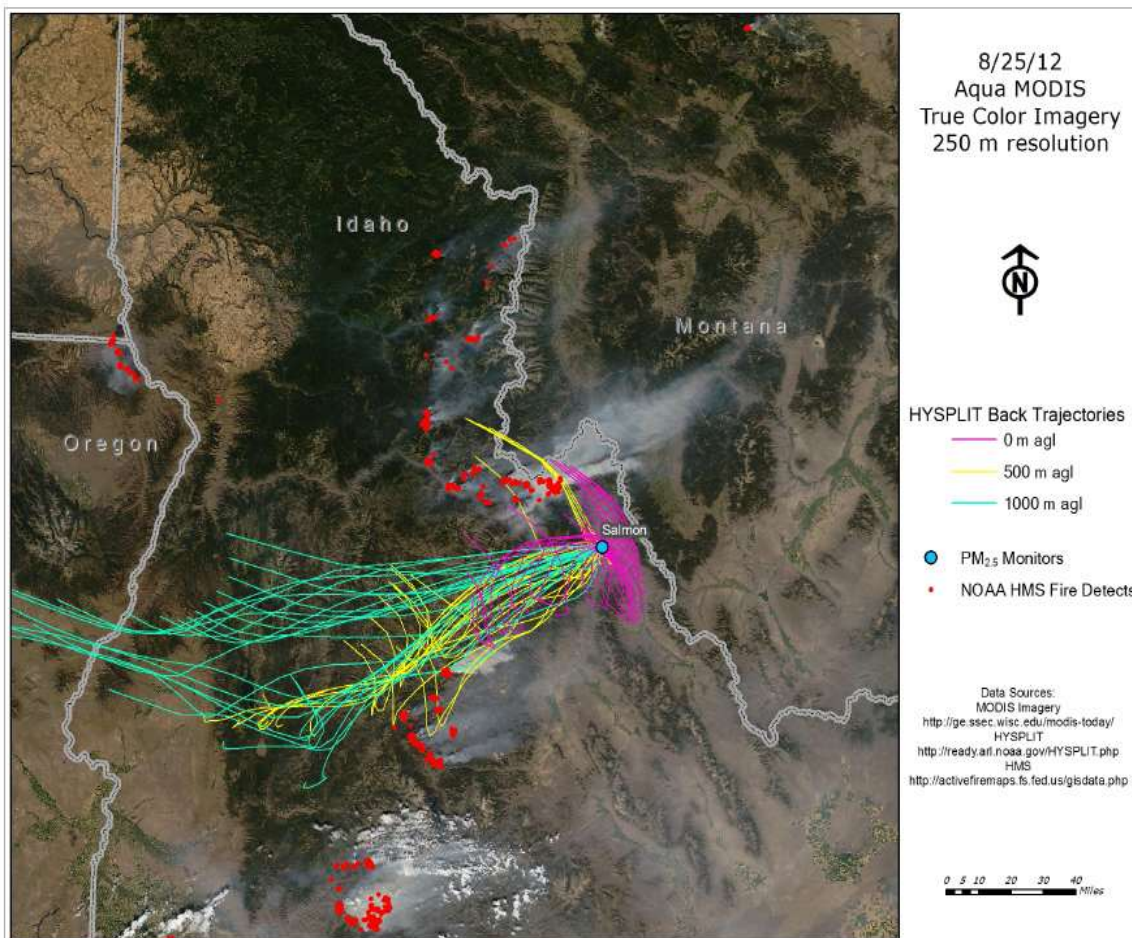 8/25/12
Aqua MODIS
True Color Imagery
250 m resolution
N
Idaho
Montana
Oregon
Salmon
HYSPLIT Back Trajectories
0 m agl
500 m agl
1000 m agl
PM2.5 Monitors
NOAA HMS Fire Detects
Data Sources:
MODIS Imagery
http://ge.ssec.wisc.edu/modis-today/
HYSPLIT
http://ready.arl.noaa.gov/HYSPLIT.php
HMS
http://activefiremaps.fs.fed.us/gisdata.php
0 5 10 20 30 40
Miles